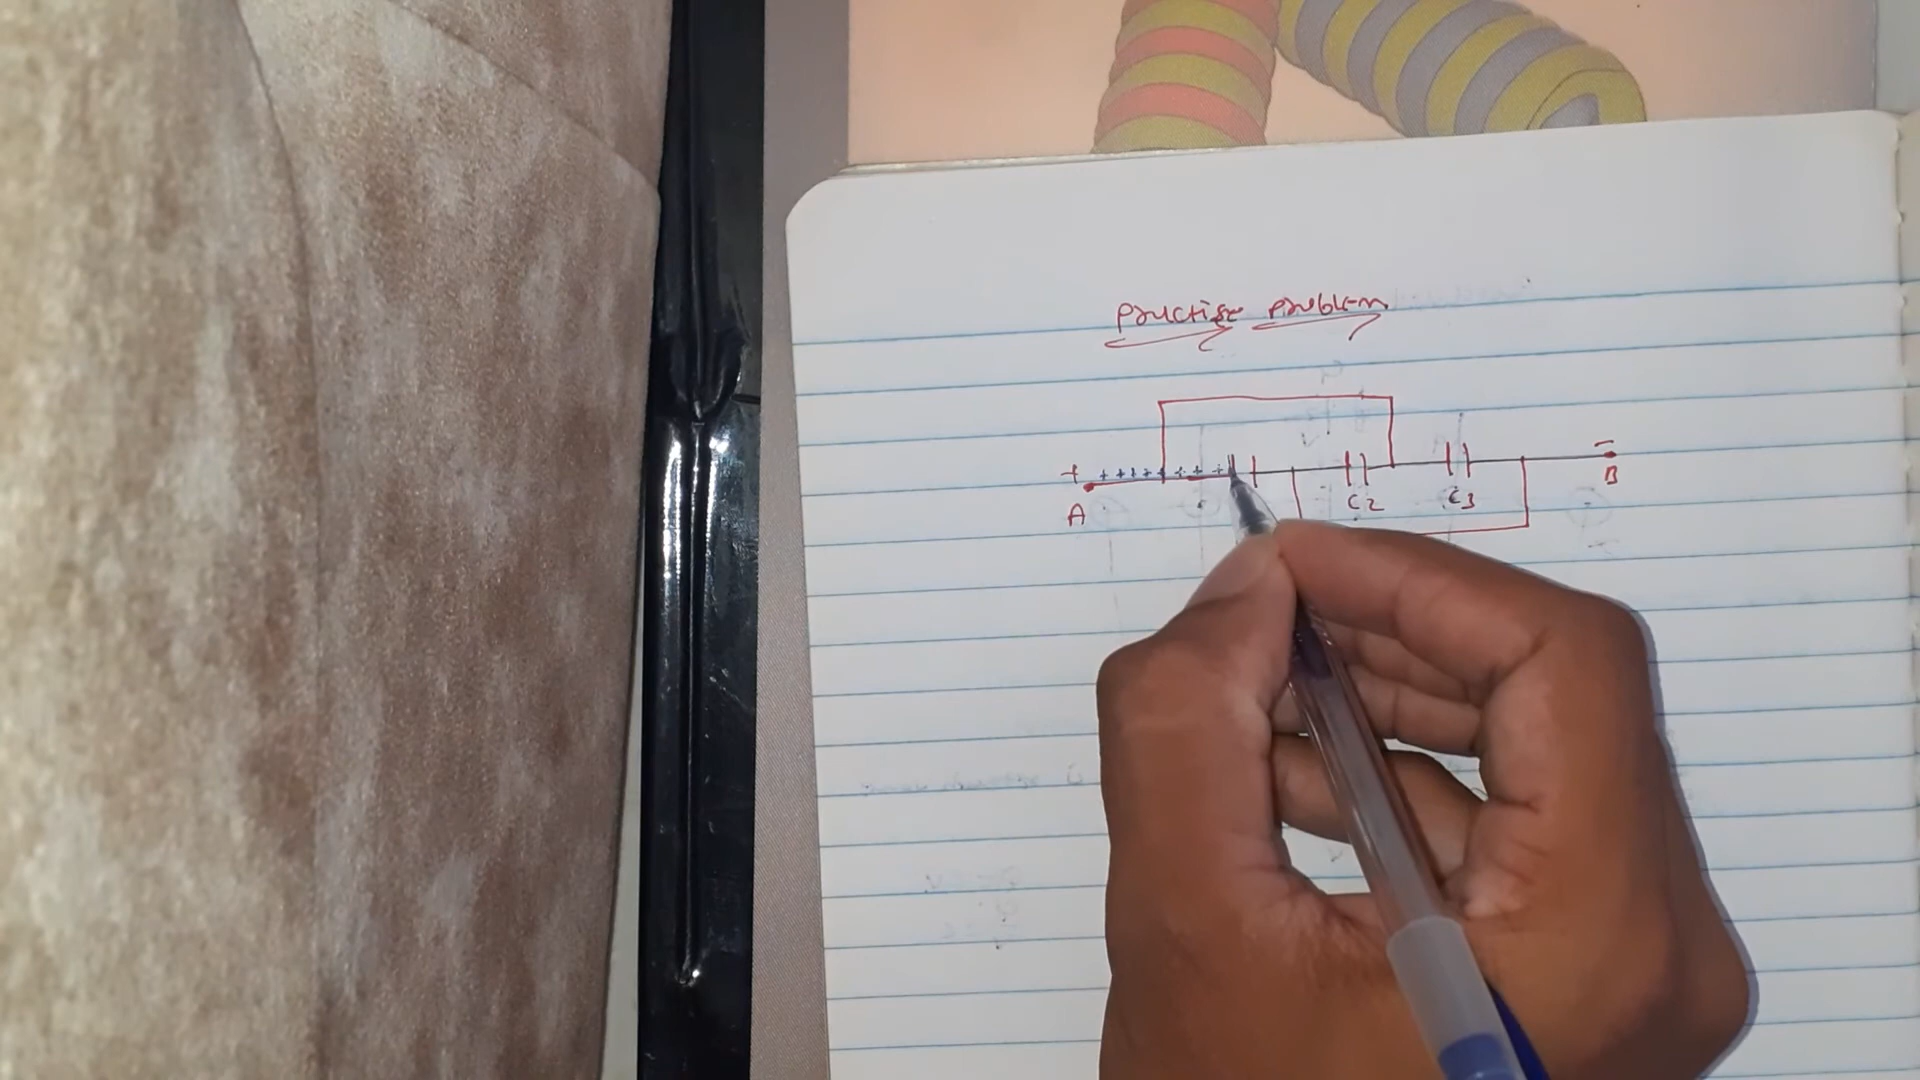 Practise Problem
+ + + + + + + + −
A C2 C3 B